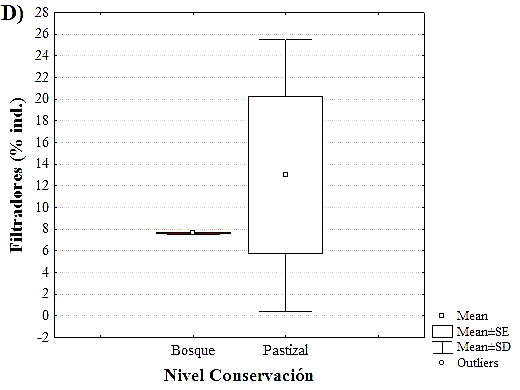 D)
28
26
24
22
20
18
16
14
12
10
8
6
4
2
0
-2
Filtradores (% ind.)
Bosque Pastizal
Nivel Conservación
Mean
Mean±SE
Mean±SD
Outliers